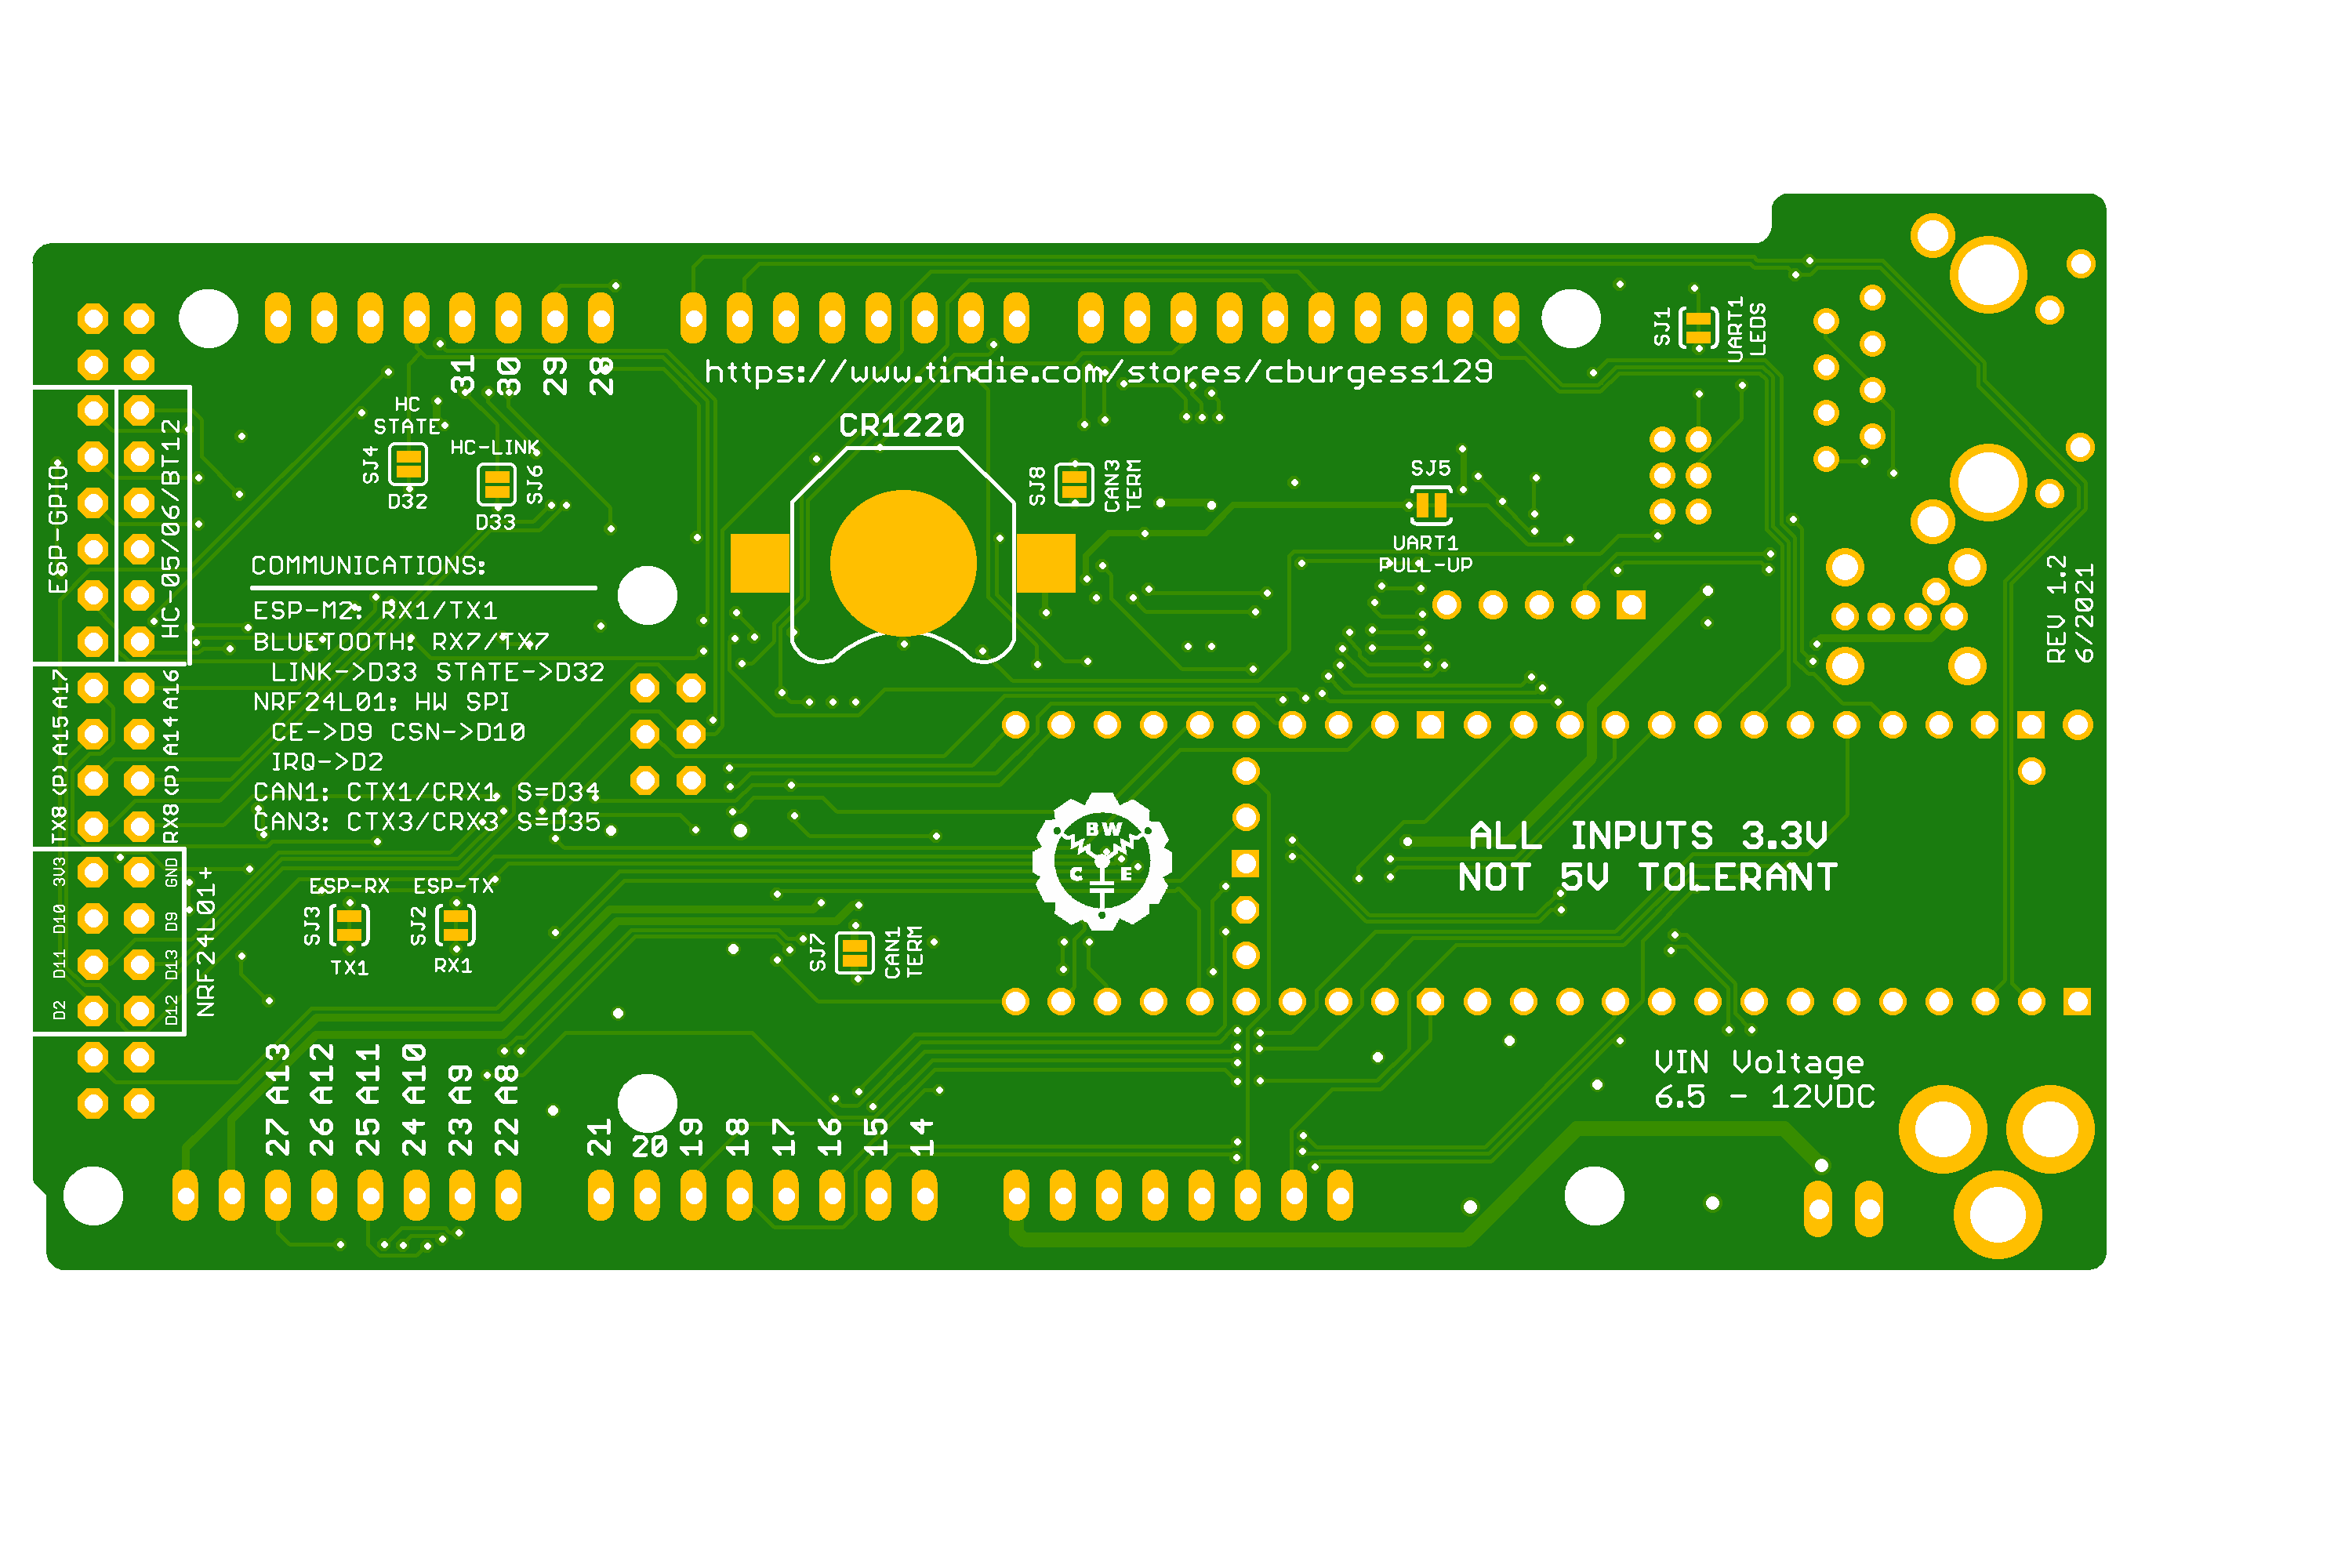 31
30
29
28
https://www.tindie.com/stores/cburgess129
SJ1
UART1
LEDS
HC
STATE
SJ4
D32
HC-LINK
SJ6
D33
CR1220
SJ8
CAN3
TERM
SJ5
UART1
PULL-UP
ESP-GPIO
HC-05/06/BT12
COMMUNICATIONS:
ESP-M2: RX1/TX1
BLUETOOTH: RX7/TX7
LINK->D33 STATE->D32
NRF24L01: HW SPI
CE->D9 CSN->D10
IRQ->D2
CAN1: CTX1/CRX1 S=D34
CAN3: CTX3/CRX3 S=D35
REV 1.2
6/2021
A17
A16
A15
A14
TX8 (P)
RX8 (P)
3V3
GND
D10
D9
D11
D13
D2
D12
NRF24L01+
ESP-RX
SJ3
TX1
ESP-TX
SJ2
RX1
SJ7
CAN1
TERM
BW
C E
ALL INPUTS 3.3V
NOT 5V TOLERANT
VIN Voltage
6.5 - 12VDC
27 A13
26 A12
25 A11
24 A10
23 A9
22 A8
21
20
19
18
17
16
15
14